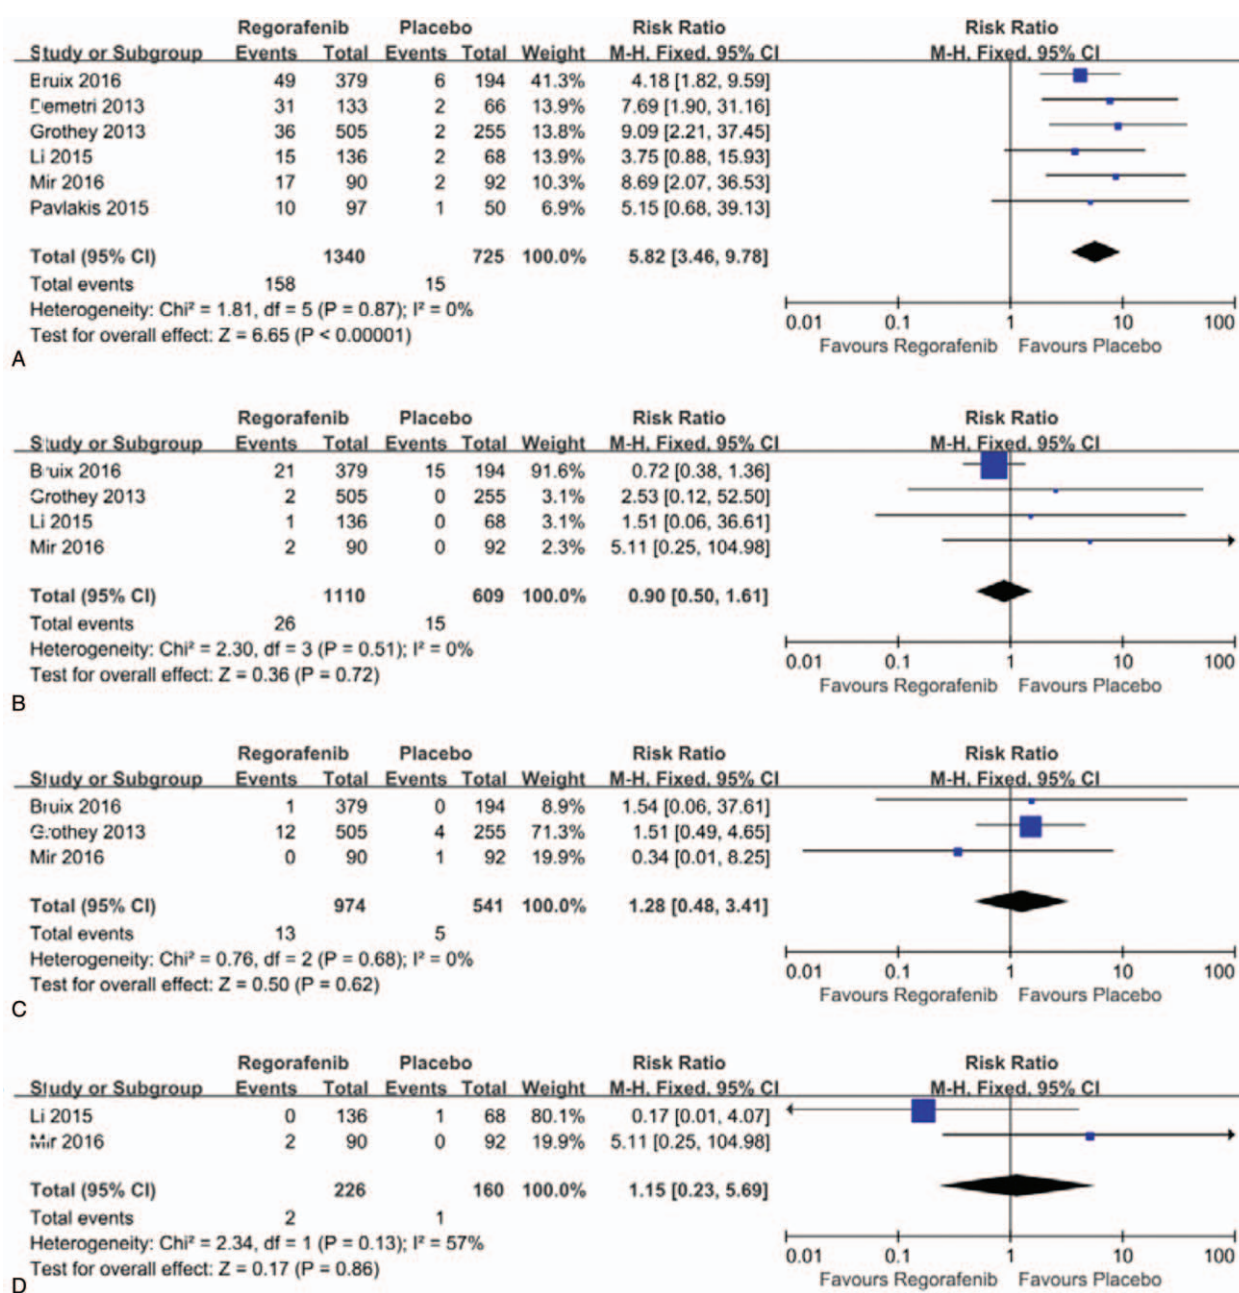 Regorafenib Placebo Risk Ratio Risk Ratio
Study or Subgroup Events Total Events Total Weight M-H, Fixed, 95% CI M-H, Fixed, 95% CI
Bruix 2016 49 379 6 194 41.3% 4.18 [1.82, 9.59]
Demetri 2013 31 133 2 66 13.9% 7.69 [1.90, 31.16]
Grothey 2013 36 505 2 255 13.8% 9.09 [2.21, 37.45]
Li 2015 15 136 2 68 13.9% 3.75 [0.88, 15.93]
Mir 2016 17 90 2 92 10.3% 8.69 [2.07, 36.53]
Pavlakis 2015 10 97 1 50 6.9% 5.15 [0.68, 39.13]
Total (95% CI) 1340 725 100.0% 5.82 [3.46, 9.78]
Total events 158 15
Heterogeneity: Chi² = 1.81, df = 5 (P = 0.87); I² = 0%
Test for overall effect: Z = 6.65 (P < 0.00001)
0.01 0.1 1 10 100
Favours Regorafenib Favours Placebo
A
Regorafenib Placebo Risk Ratio Risk Ratio
Study or Subgroup Events Total Events Total Weight M-H, Fixed, 95% CI M-H, Fixed, 95% CI
Bruix 2016 21 379 15 194 91.6% 0.72 [0.38, 1.36]
Grothey 2013 2 505 0 255 3.1% 2.53 [0.12, 52.50]
Li 2015 1 136 0 68 3.1% 1.51 [0.06, 36.61]
Mir 2016 2 90 0 92 2.3% 5.11 [0.25, 104.98]
Total (95% CI) 1110 609 100.0% 0.90 [0.50, 1.61]
Total events 26 15
Heterogeneity: Chi² = 2.30, df = 3 (P = 0.51); I² = 0%
Test for overall effect: Z = 0.36 (P = 0.72)
0.01 0.1 1 10 100
Favours Regorafenib Favours Placebo
B
Regorafenib Placebo Risk Ratio Risk Ratio
Study or Subgroup Events Total Events Total Weight M-H, Fixed, 95% CI M-H, Fixed, 95% CI
Bruix 2016 1 379 0 194 8.9% 1.54 [0.06, 37.61]
Grothey 2013 12 505 4 255 71.3% 1.51 [0.49, 4.65]
Mir 2016 0 90 1 92 19.9% 0.34 [0.01, 8.25]
Total (95% CI) 974 541 100.0% 1.28 [0.48, 3.41]
Total events 13 5
Heterogeneity: Chi² = 0.76, df = 2 (P = 0.68); I² = 0%
Test for overall effect: Z = 0.50 (P = 0.62)
0.01 0.1 1 10 100
Favours Regorafenib Favours Placebo
C
Regorafenib Placebo Risk Ratio Risk Ratio
Study or Subgroup Events Total Events Total Weight M-H, Fixed, 95% CI M-H, Fixed, 95% CI
Li 2015 0 136 1 68 80.1% 0.17 [0.01, 4.07]
Mir 2016 2 90 0 92 19.9% 5.11 [0.25, 104.98]
Total (95% CI) 226 160 100.0% 1.15 [0.23, 5.69]
Total events 2 1
Heterogeneity: Chi² = 2.34, df = 1 (P = 0.13); I² = 57%
Test for overall effect: Z = 0.17 (P = 0.86)
0.01 0.1 1 10 100
Favours Regorafenib Favours Placebo
D